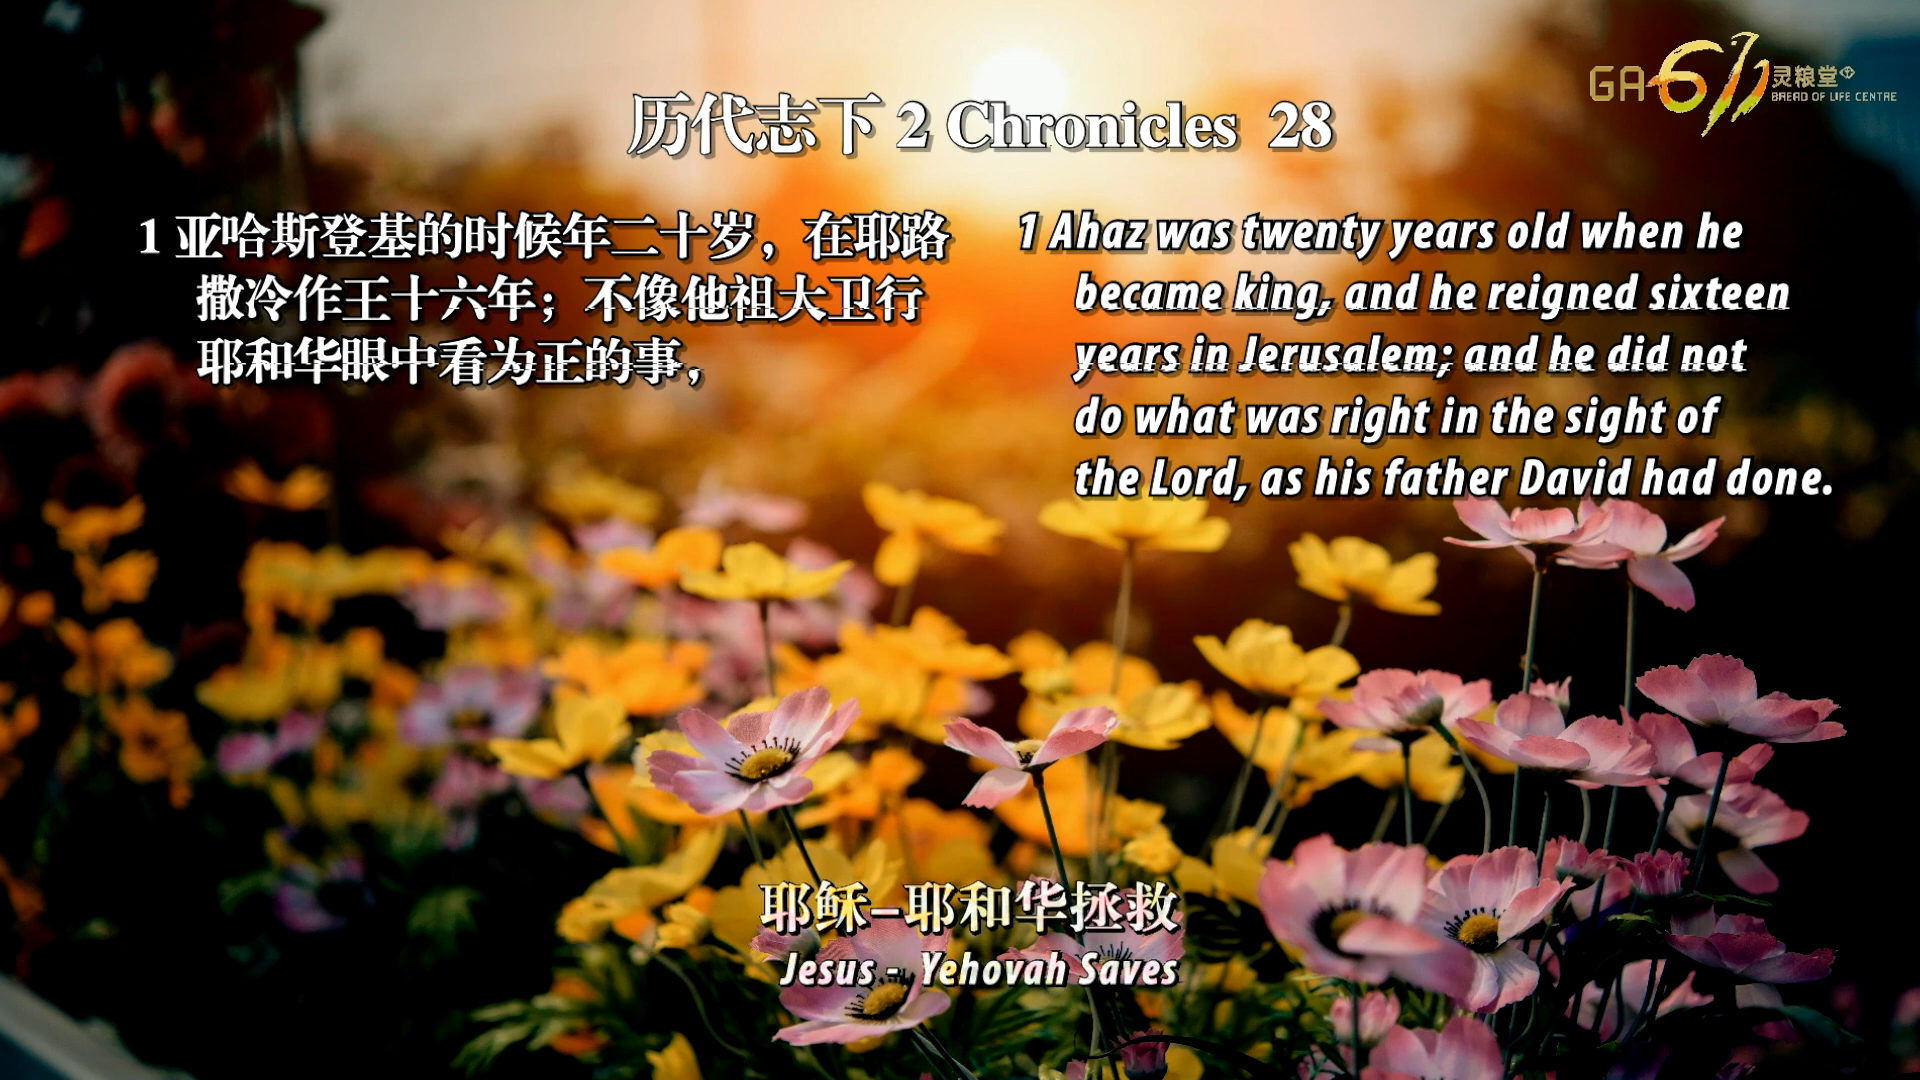 GA 611 灵粮堂
BREAD OF LIFE CENTRE
历代志下 2 Chronicles 28
1 亚哈斯登基的时候年二十岁，在耶路
撒冷作王十六年；不像他祖大卫行
耶和华眼中看为正的事，
1 Ahaz was twenty years old when he
became king, and he reigned sixteen
years in Jerusalem; and he did not
do what was right in the sight of
the Lord, as his father David had done.
耶稣–耶和华拯救
Jesus - Yehovah Saves